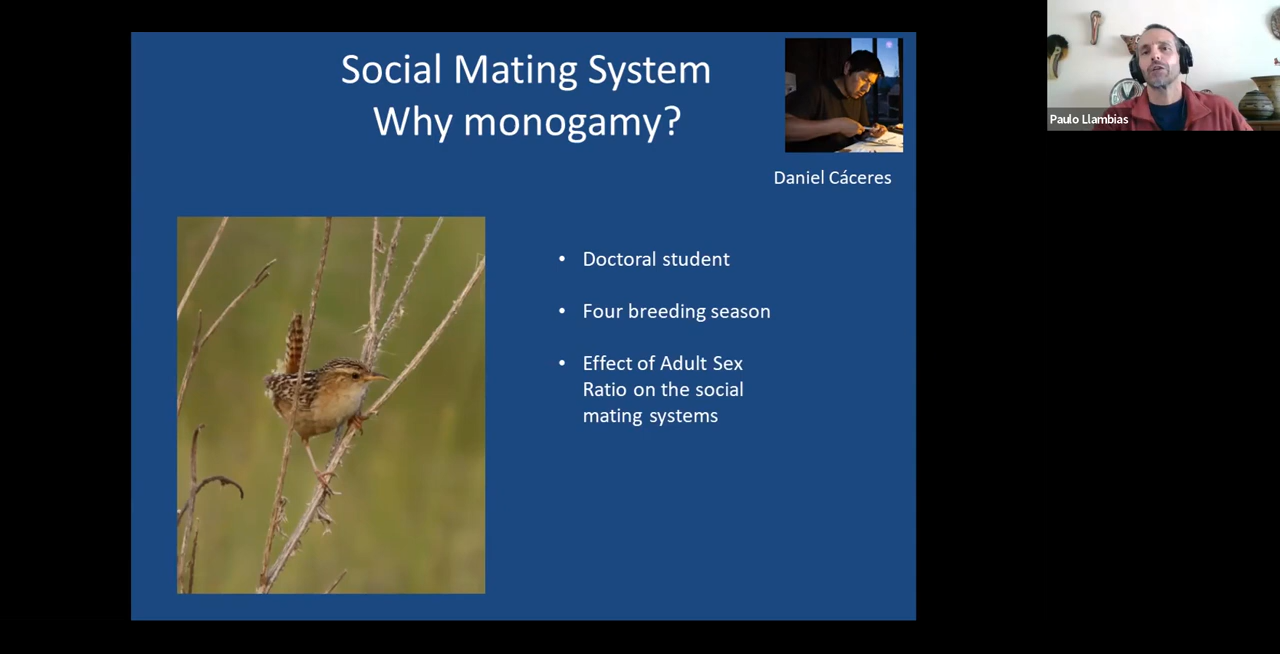 Social Mating System
Why monogamy?
Daniel Cáceres
• Doctoral student
• Four breeding season
• Effect of Adult Sex
Ratio on the social
mating systems
Paulo Llambias